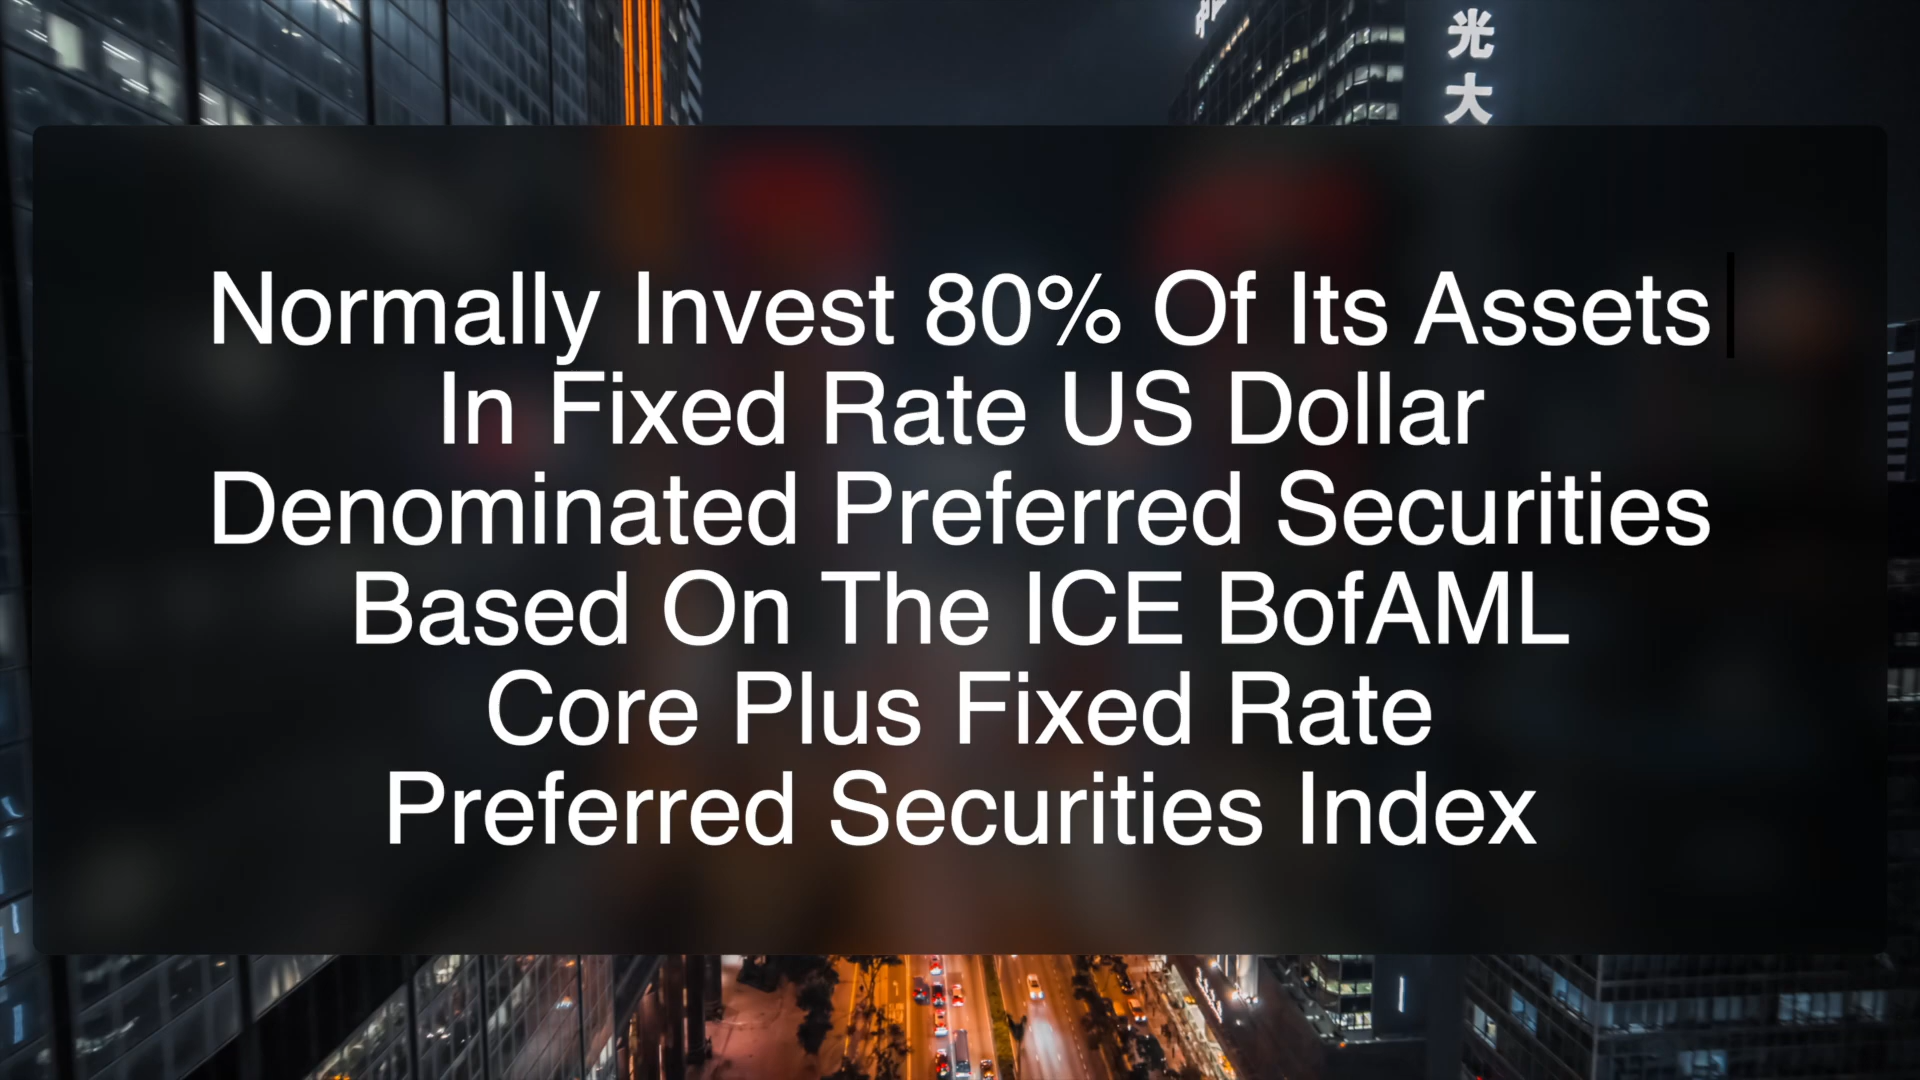 光
大
Normally Invest 80% Of Its Assets
In Fixed Rate US Dollar
Denominated Preferred Securities
Based On The ICE BofAML
Core Plus Fixed Rate
Preferred Securities Index